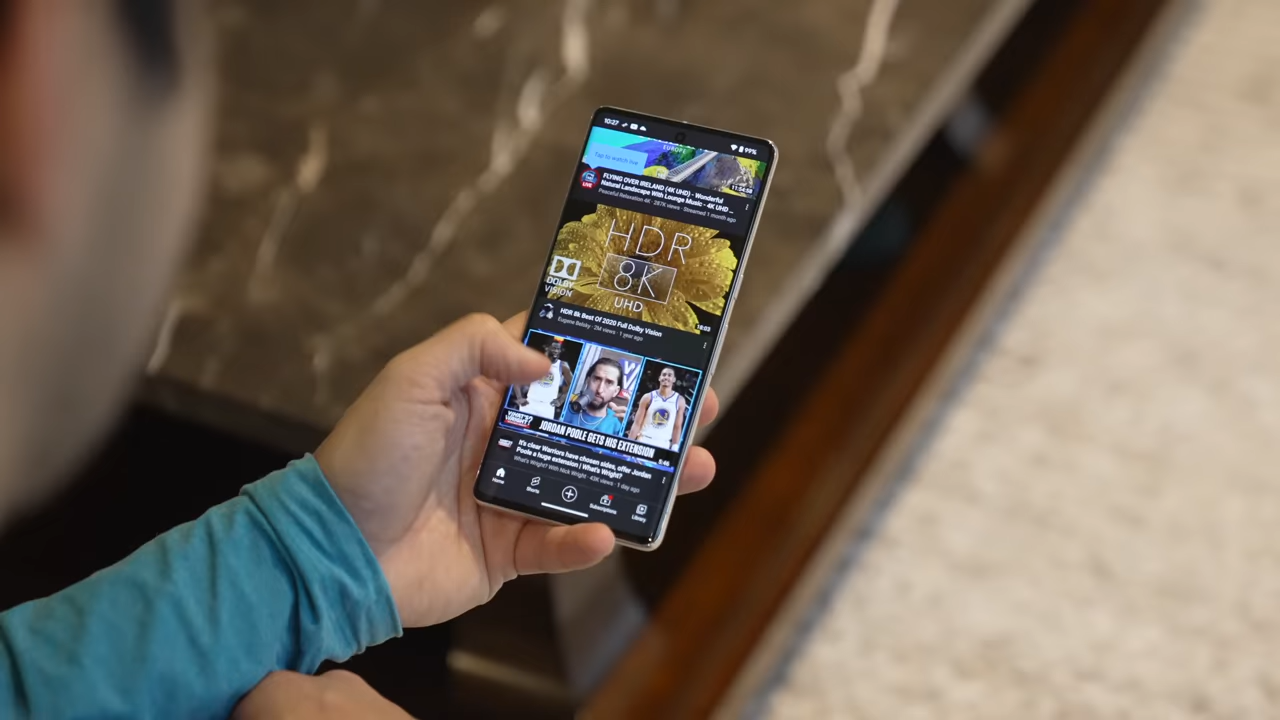 10:27
99%
EUROPE
Tap to watch live
11:54:58
LIVE
FLYING OVER IRELAND (4K UHD) - Wonderful
Natural Landscape With Lounge Music - 4K UHD ...
Peaceful Relaxation 4K · 287K views · Streamed 1 month ago
HDR
8K
UHD
DOLBY
VISION
18:03
HDR 8k Best Of 2020 Full Dolby Vision
Eugene Belsky · 2M views · 1 year ago
WHAT'S
WRIGHT?
JORDAN POOLE GETS HIS EXTENSION
5:46
It's clear Warriors have chosen sides, offer Jordan
Poole a huge extension | What's Wright?
What's Wright? With Nick Wright · 43K views · 1 day ago
Home
Shorts
Subscriptions
Library